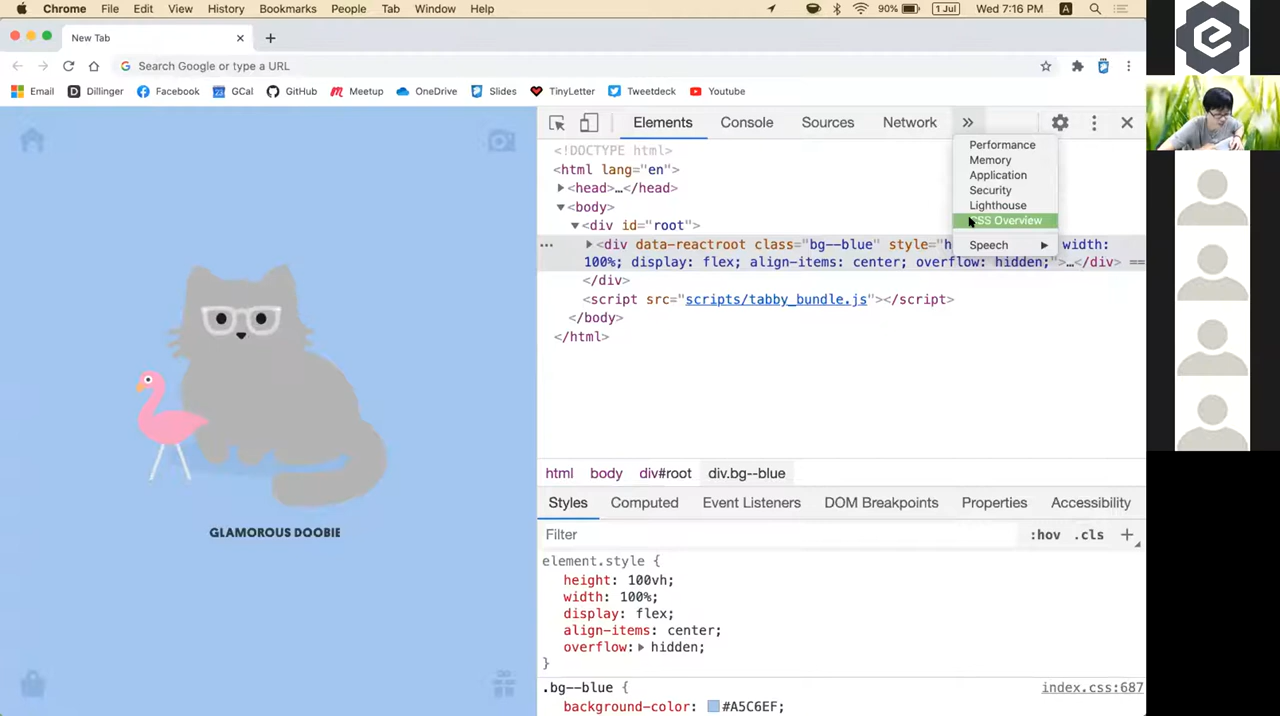 Chrome File Edit View History Bookmarks People Tab Window Help 90% 1 Jul Wed 7:16 PM A
New Tab
Search Google or type a URL
Email Dillinger Facebook GCal GitHub Meetup OneDrive Slides TinyLetter Tweetdeck Youtube
Elements Console Sources Network »
Performance
Memory
Application
Security
Lighthouse
CSS Overview
Speech
<!DOCTYPE html>
<html lang="en">
<head>…</head>
<body>
<div id="root">
<div data-reactroot class="bg--blue" style="h width:
100%; display: flex; align-items: center; overflow: hidden;">…</div> ==
</div>
<script src="scripts/tabby_bundle.js"></script>
</body>
</html>
GLAMOROUS DOOBIE
html body div#root div.bg--blue
Styles Computed Event Listeners DOM Breakpoints Properties Accessibility
Filter :hov .cls +
element.style {
height: 100vh;
width: 100%;
display: flex;
align-items: center;
overflow: hidden;
}
.bg--blue { index.css:687
background-color: #A5C6EF;